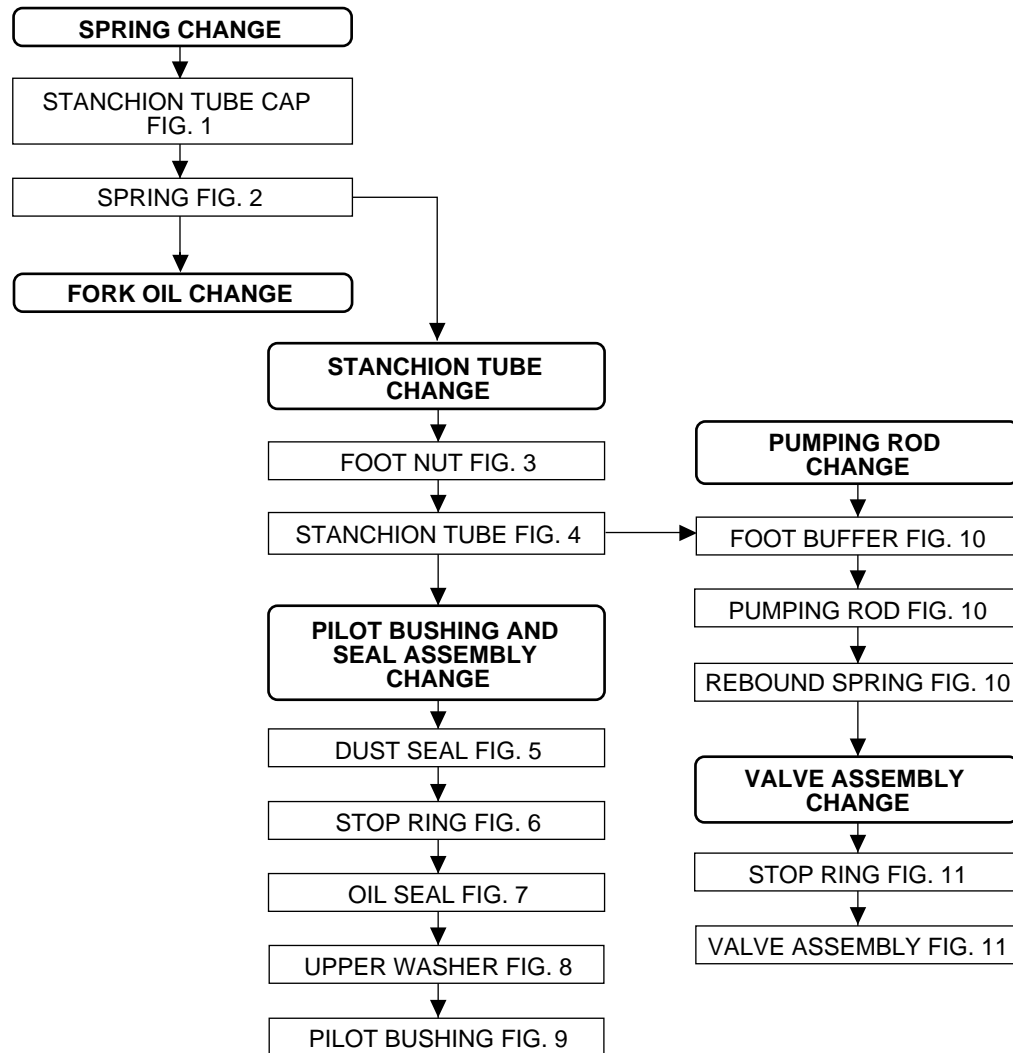 SPRING CHANGE
STANCHION TUBE CAP
FIG. 1
SPRING FIG. 2
FORK OIL CHANGE
STANCHION TUBE
CHANGE
FOOT NUT FIG. 3
STANCHION TUBE FIG. 4
PILOT BUSHING AND
SEAL ASSEMBLY
CHANGE
DUST SEAL FIG. 5
STOP RING FIG. 6
OIL SEAL FIG. 7
UPPER WASHER FIG. 8
PILOT BUSHING FIG. 9
PUMPING ROD
CHANGE
FOOT BUFFER FIG. 10
PUMPING ROD FIG. 10
REBOUND SPRING FIG. 10
VALVE ASSEMBLY
CHANGE
STOP RING FIG. 11
VALVE ASSEMBLY FIG. 11